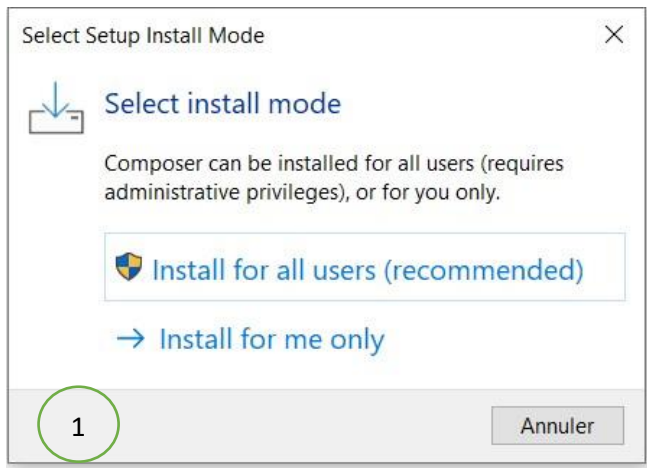 Select Setup Install Mode
Select install mode
Composer can be installed for all users (requires
administrative privileges), or for you only.
Install for all users (recommended)
Install for me only
1
Annuler